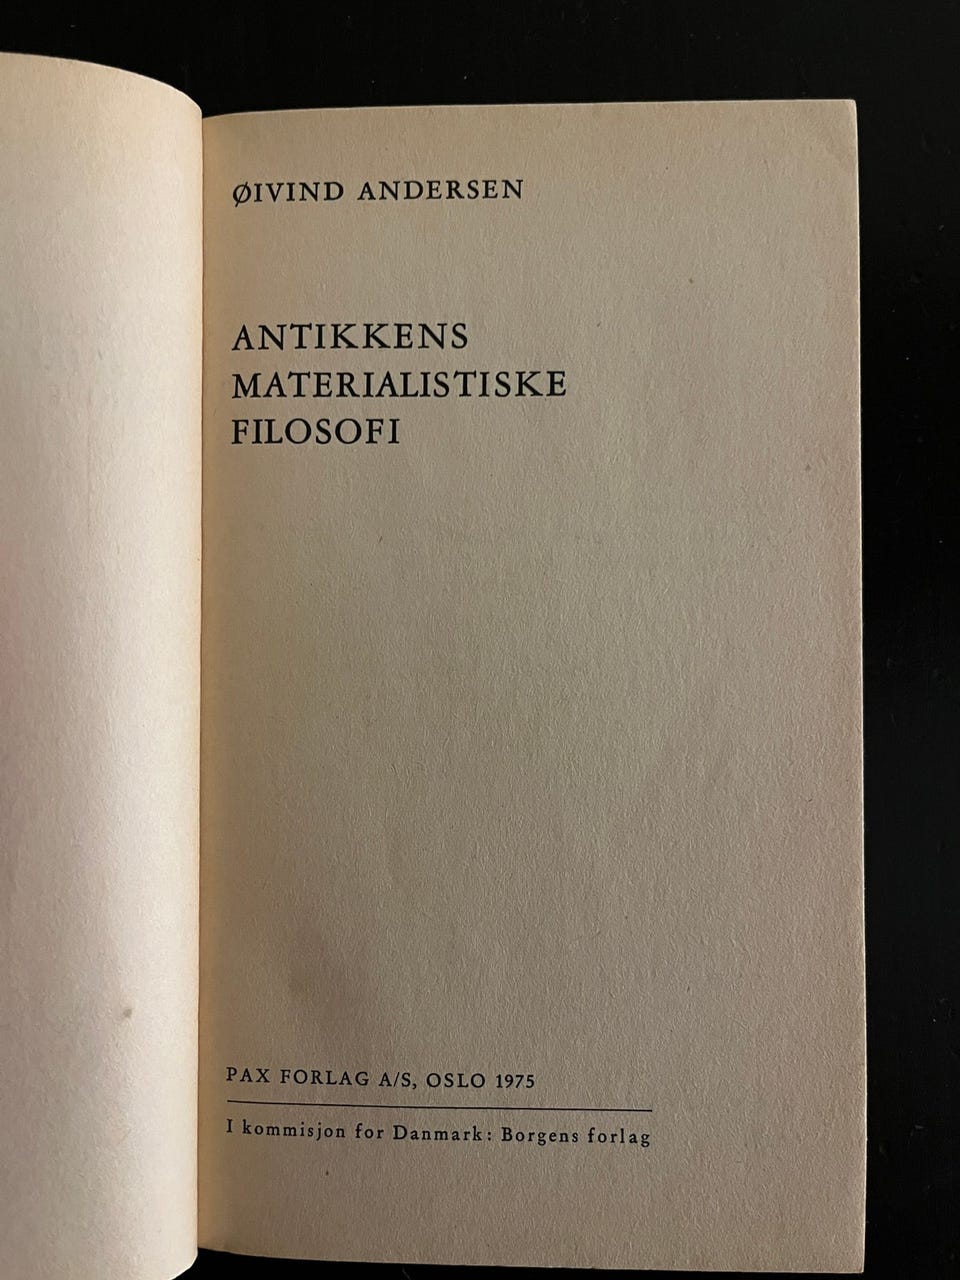 ØIVIND ANDERSEN
ANTIKKENS
MATERIALISTISKE
FILOSOFI
PAX FORLAG A/S, OSLO 1975
I kommisjon for Danmark: Borgens forlag